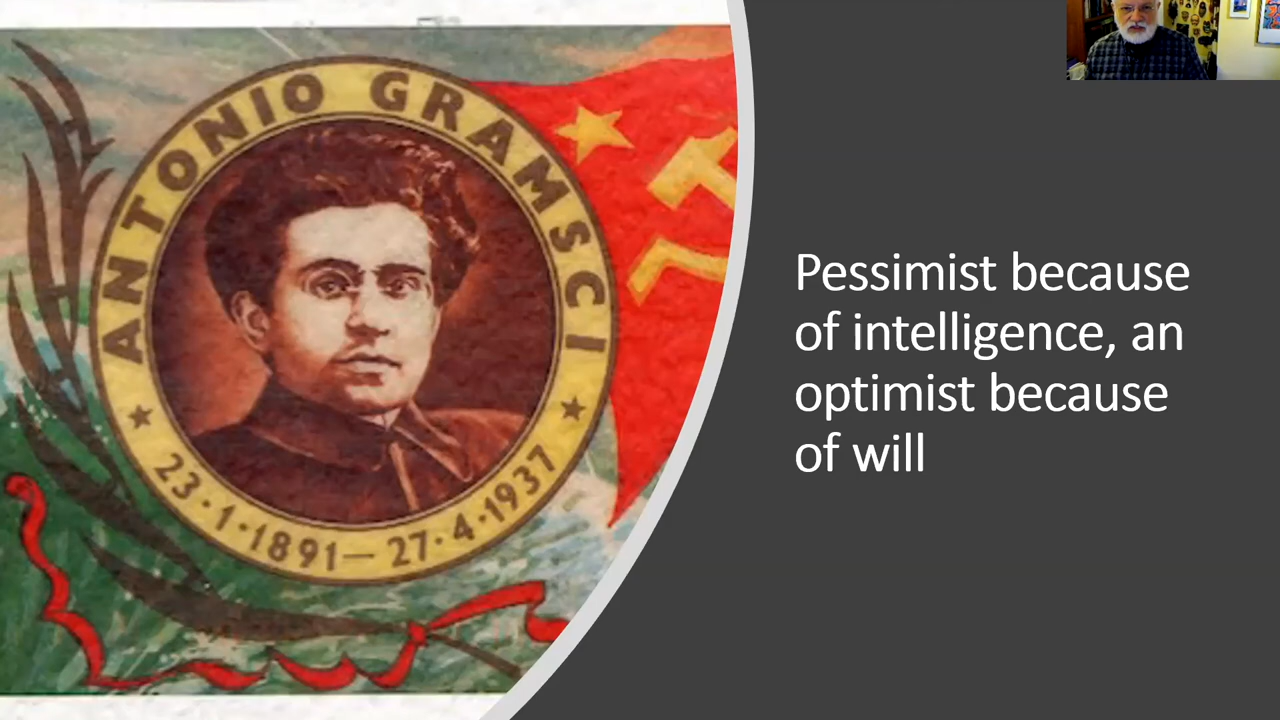 ANTONIO GRAMSCI
23·1·1891—27·4·1937
Pessimist because
of intelligence, an
optimist because
of will